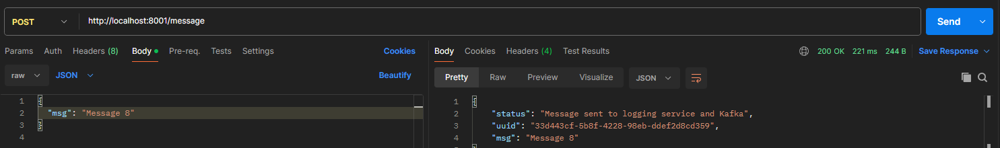 POST http://localhost:8001/message Send
Params Auth Headers (8) Body Pre-req. Tests Settings Cookies
raw JSON Beautify
1 {
2 "msg": "Message 8"
3 }
4
Body Cookies Headers (4) Test Results 200 OK 221 ms 244 B Save Response
Pretty Raw Preview Visualize JSON
1 {
2 "status": "Message sent to logging service and Kafka",
3 "uuid": "33d443cf-5b8f-4228-98eb-ddef2d8cd359",
4 "msg": "Message 8"